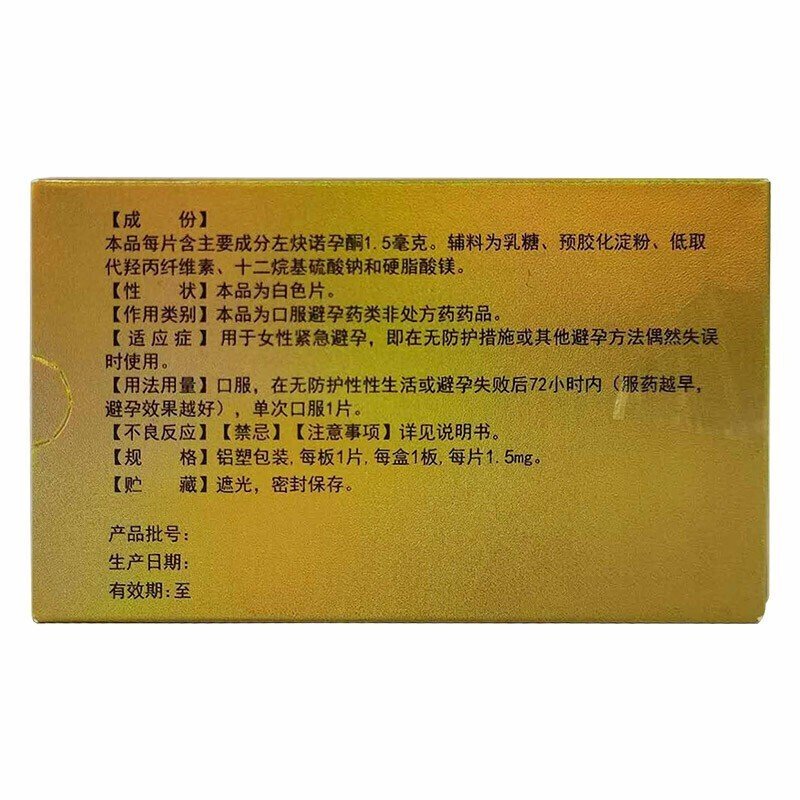 【成 份】
本品每片含主要成分左炔诺孕酮1.5毫克。辅料为乳糖、预胶化淀粉、低取
代羟丙纤维素、十二烷基硫酸钠和硬脂酸镁。
【性 状】本品为白色片。
【作用类别】本品为口服避孕药类非处方药药品。
【适应症】用于女性紧急避孕，即在无防护措施或其他避孕方法偶然失误
时使用。
【用法用量】口服，在无防护性性生活或避孕失败后72小时内（服药越早，
避孕效果越好），单次口服1片。
【不良反应】【禁忌】【注意事项】详见说明书。
【规 格】铝塑包装,每板1片,每盒1板,每片1.5mg。
【贮 藏】遮光，密封保存。
产品批号：
生产日期：
有效期：至